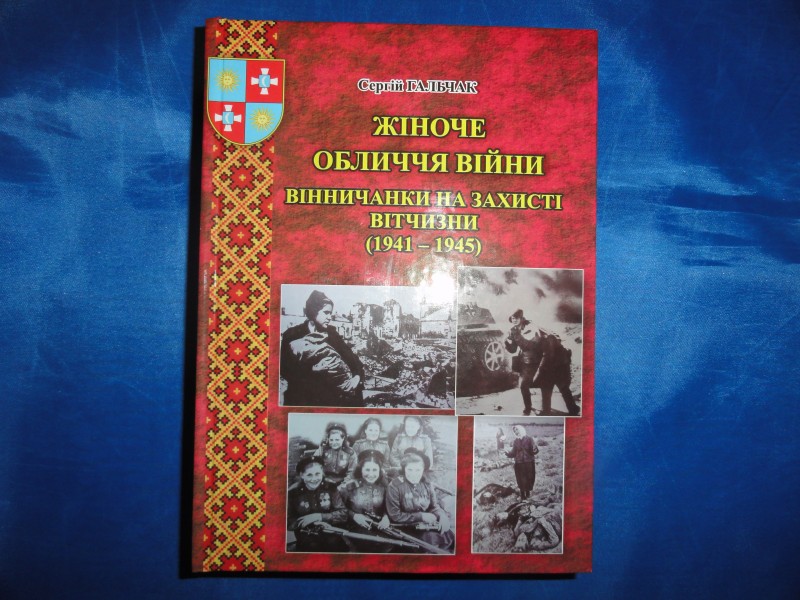 Сергій ГАЛЬЧАК
ЖІНОЧЕ
ОБЛИЧЧЯ ВІЙНИ
ВІННИЧАНКИ НА ЗАХИСТІ
ВІТЧИЗНИ
(1941 – 1945)